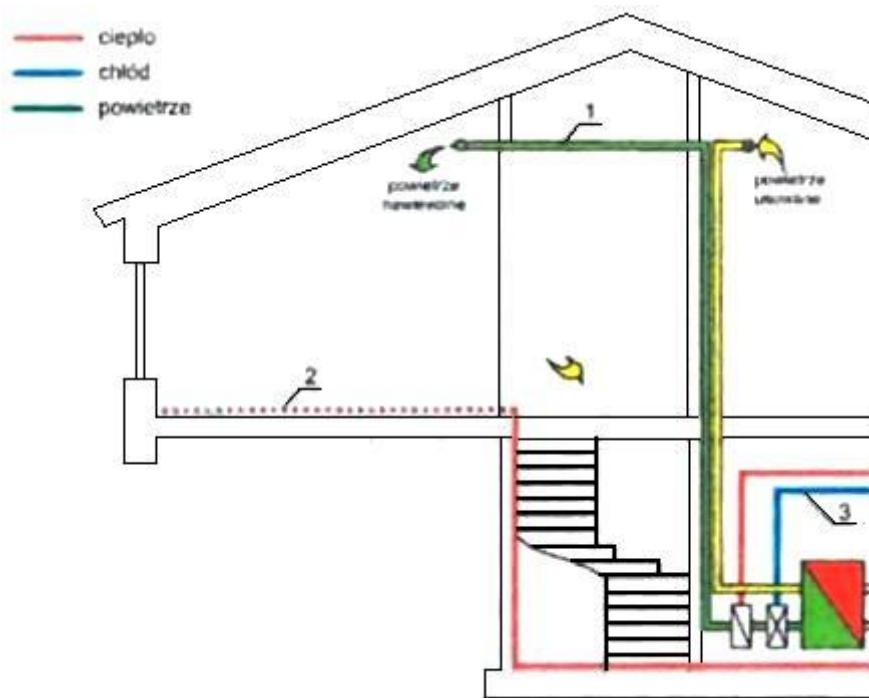 ciepło
chłód
powietrze
1
powietrze
nawiewane
powietrze
usuwane
2
3